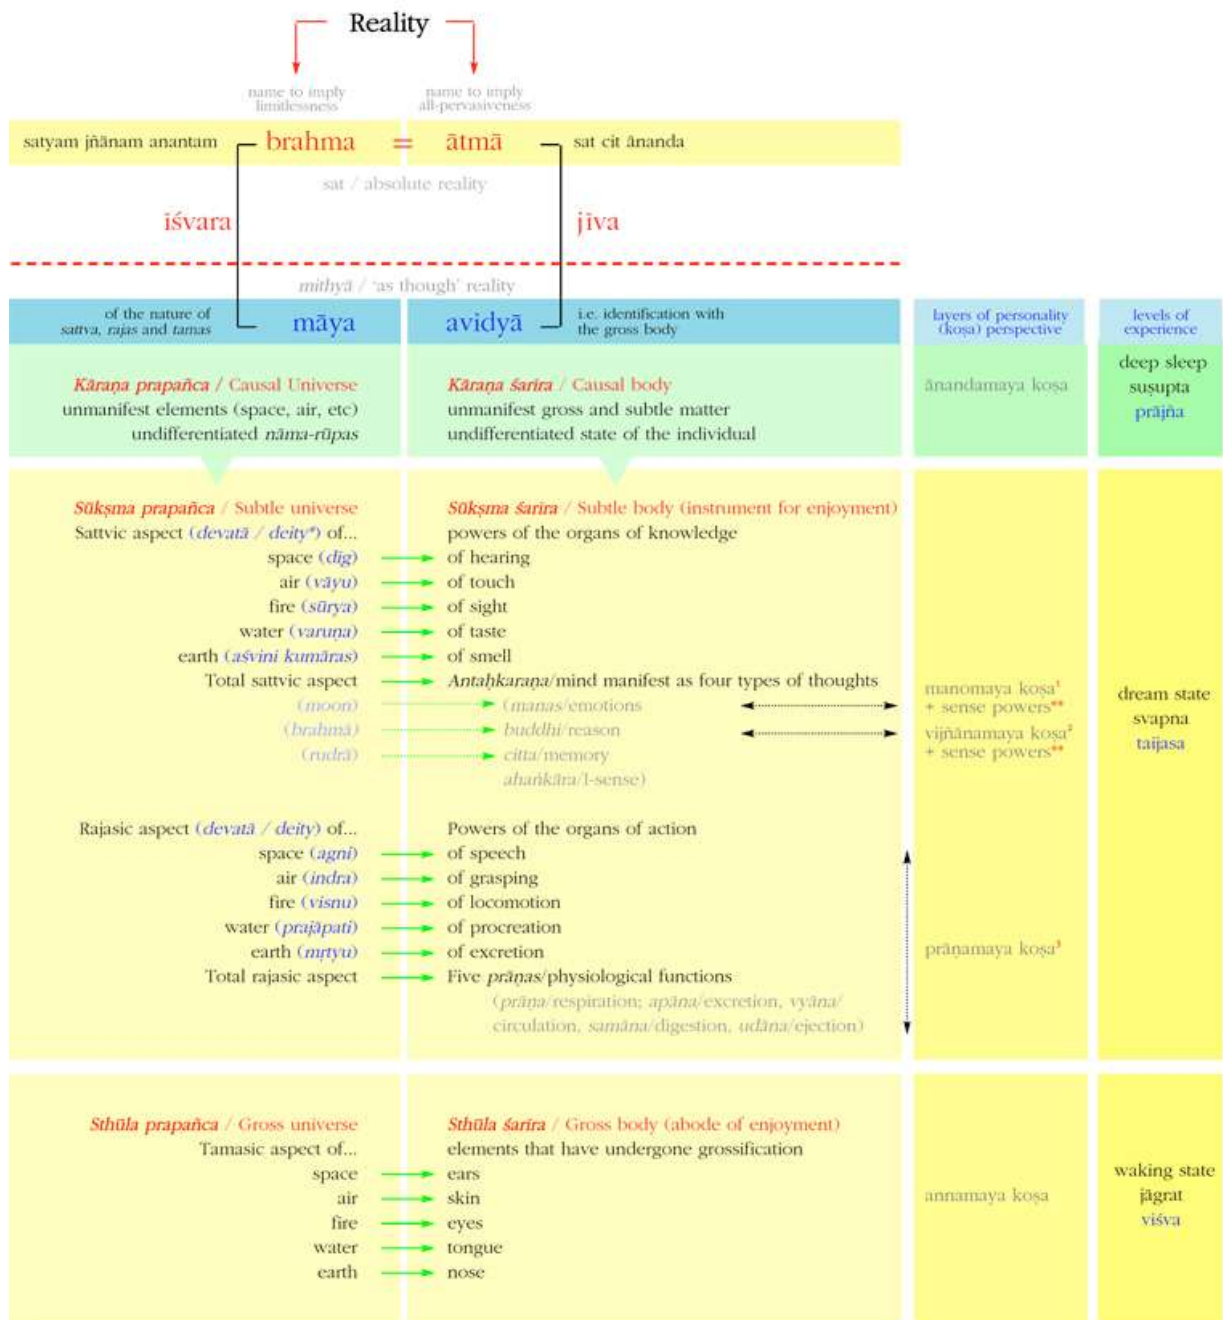 Reality
name to imply
limitlessness
name to imply
all-pervasiveness
satyam jñānam anantam brahma = ātmā sat cit ānanda
sat / absolute reality
iśvara jīva
mithyā / 'as though' reality
of the nature of
sattva, rajas and tamas
māya avidyā
i.e. identification with
the gross body
layers of personality
(koṣa) perspective
levels of
experience
Kāraṇa prapañca / Causal Universe
unmanifest elements (space, air, etc)
undifferentiated nāma-rūpas
Kāraṇa śarīra / Causal body
unmanifest gross and subtle matter
undifferentiated state of the individual
ānandamaya koṣa
deep sleep
suṣupta
prājña
Sūkṣma prapañca / Subtle universe Sūkṣma śarīra / Subtle body (instrument for enjoyment)
Sattvic aspect (devatā / deity*) of... powers of the organs of knowledge
space (dig) of hearing
air (vāyu) of touch
fire (sūrya) of sight
water (varuṇa) of taste
earth (aśvini kumāras) of smell
Total sattvic aspect Antaḥkaraṇa/mind manifest as four types of thoughts
(moon) (manas/emotions
(brahmā) buddhi/reason
(rudrā) citta/memory
ahaṅkāra/I-sense)
manomaya koṣa¹
+ sense powers**
vijñānamaya koṣa²
+ sense powers**
dream state
svapna
taijasa
Rajasic aspect (devatā / deity) of... Powers of the organs of action
space (agni) of speech
air (indra) of grasping
fire (visnu) of locomotion
water (prajāpati) of procreation
earth (mṛtyu) of excretion
Total rajasic aspect Five prāṇas/physiological functions
(prāṇa/respiration; apāna/excretion, vyāna/
circulation, samāna/digestion, udāna/ejection)
prāṇamaya koṣa³
Sthūla prapañca / Gross universe Sthūla śarīra / Gross body (abode of enjoyment)
Tamasic aspect of... elements that have undergone grossification
space ears
air skin
fire eyes
water tongue
earth nose
annamaya koṣa
waking state
jāgrat
viśva